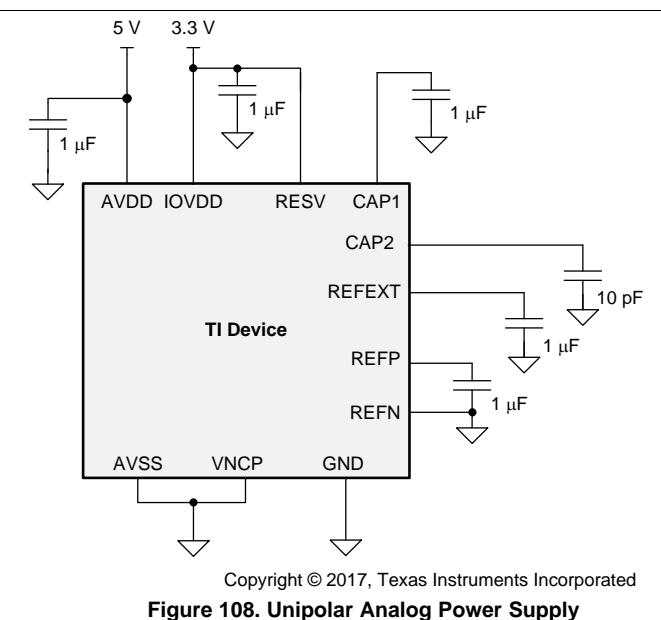 5 V 3.3 V
1 μF
1 μF
1 μF
AVDD IOVDD RESV CAP1
CAP2
10 pF
REFEXT
1 μF
TI Device
REFP
1 μF
REFN
AVSS VNCP GND
Copyright © 2017, Texas Instruments Incorporated
Figure 108. Unipolar Analog Power Supply